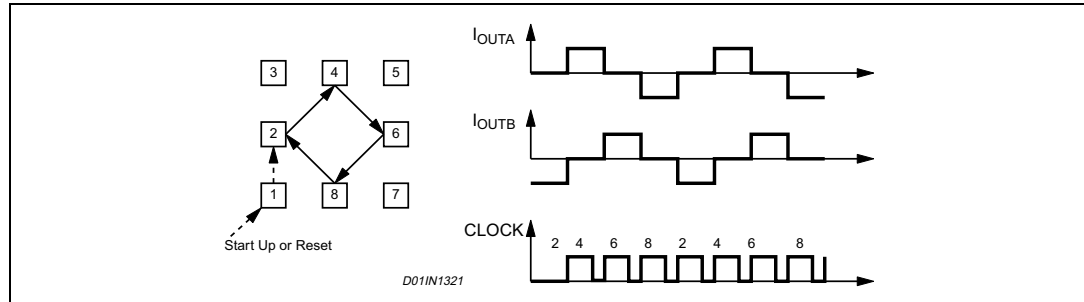 3 4 5
2 6
1 8 7
Start Up or Reset
D01IN1321
IOUTA
IOUTB
CLOCK
2 4 6 8 2 4 6 8